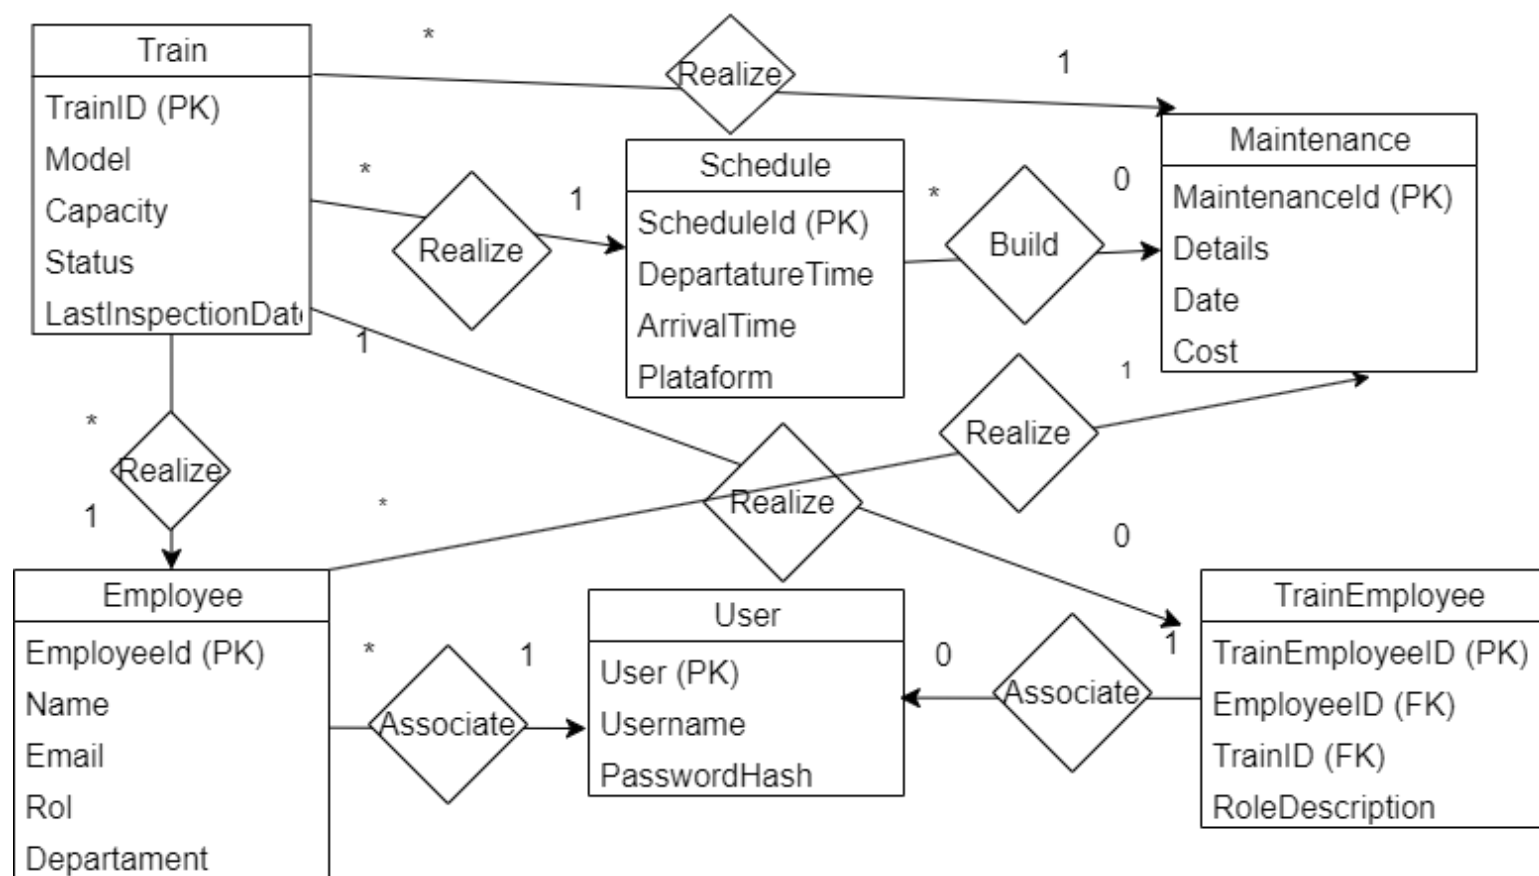 Train
TrainID (PK)
Model
Capacity
Status
LastInspectionDat
*
Realize
1
*
Realize
1
Schedule
ScheduleId (PK)
DepartatureTime
ArrivalTime
Plataform
*
Build
0
Maintenance
MaintenanceId (PK)
Details
Date
Cost
1
Realize
0
*
Realize
1
*
Realize
1
Employee
EmployeeId (PK)
Name
Email
Rol
Departament
*
Associate
1
User
User (PK)
Username
PasswordHash
0
Associate
1
TrainEmployee
TrainEmployeeID (PK)
EmployeeID (FK)
TrainID (FK)
RoleDescription